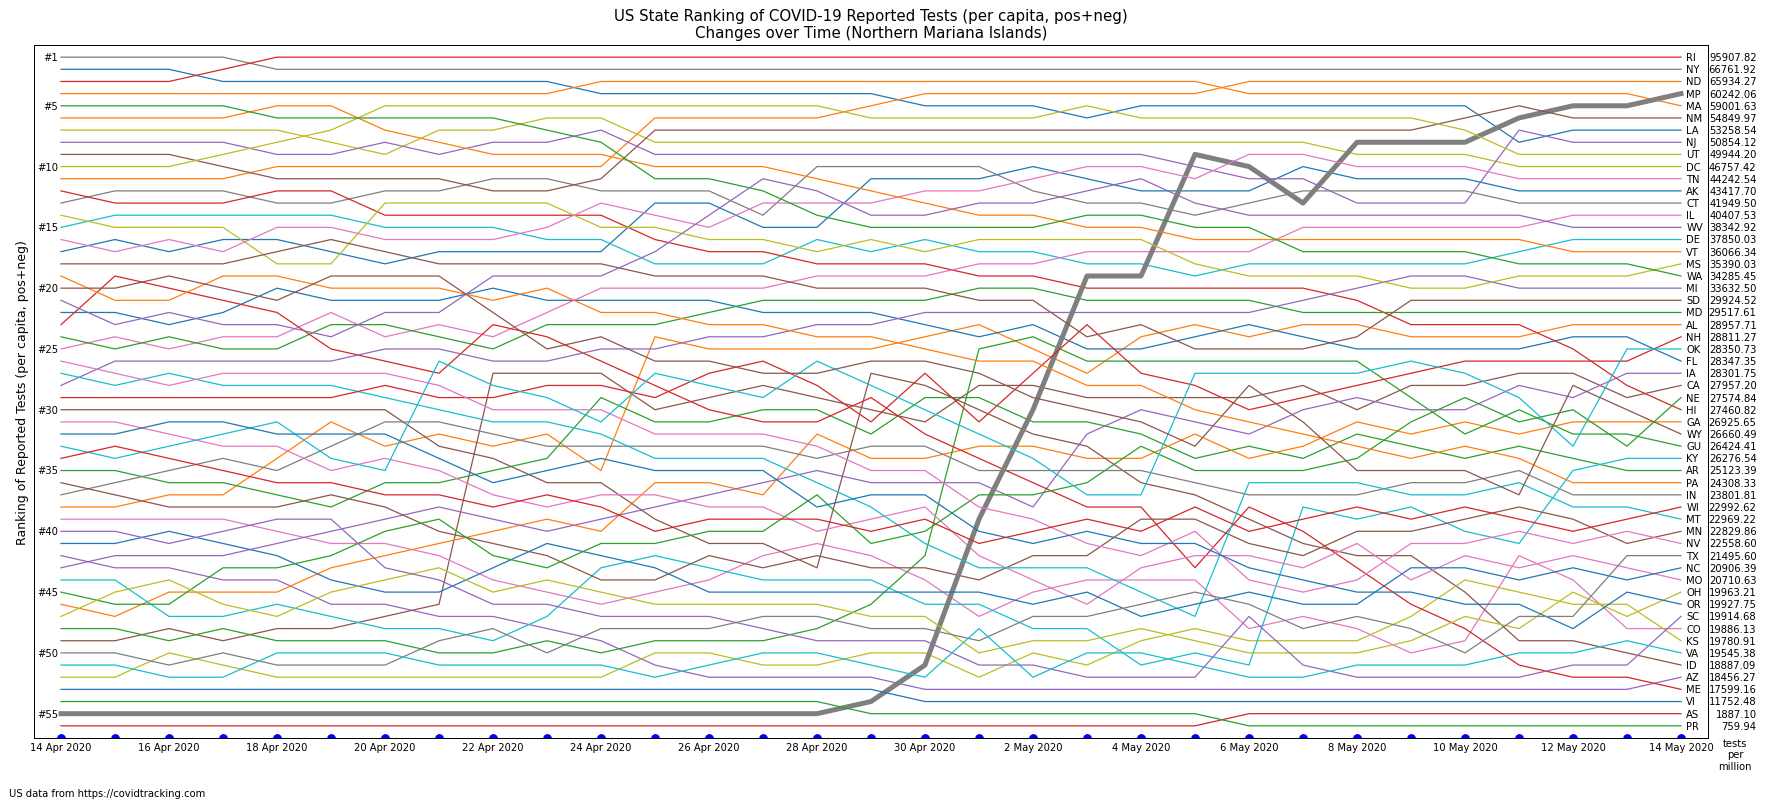 US State Ranking of COVID-19 Reported Tests (per capita, pos+neg)
Changes over Time (Northern Mariana Islands)
Ranking of Reported Tests (per capita, pos+neg)
#1
#5
#10
#15
#20
#25
#30
#35
#40
#45
#50
#55
RI 95907.82
NY 66761.92
ND 65934.27
MP 60242.06
MA 59001.63
NM 54849.97
LA 53258.54
NJ 50854.12
UT 49944.20
DC 46757.42
TN 44242.54
AK 43417.70
CT 41949.50
IL 40407.53
WV 38342.92
DE 37850.03
VT 36066.34
MS 35390.03
WA 34285.45
MI 33632.50
SD 29924.52
MD 29517.61
AL 28957.71
NH 28811.27
OK 28350.73
FL 28347.35
IA 28301.75
CA 27957.20
NE 27574.84
HI 27460.82
GA 26925.65
WY 26660.49
GU 26424.41
KY 26276.54
AR 25123.39
PA 24308.33
IN 23801.81
WI 22992.62
MT 22969.22
MN 22829.86
NV 22558.60
TX 21495.60
NC 20906.39
MO 20710.63
OH 19963.21
OR 19927.75
SC 19914.68
CO 19886.13
KS 19780.91
VA 19545.38
ID 18887.09
AZ 18456.27
ME 17599.16
VI 11752.48
AS 1887.10
PR 759.94
14 Apr 2020 16 Apr 2020 18 Apr 2020 20 Apr 2020 22 Apr 2020 24 Apr 2020 26 Apr 2020 28 Apr 2020 30 Apr 2020 2 May 2020 4 May 2020 6 May 2020 8 May 2020 10 May 2020 12 May 2020 14 May 2020
tests
per
million
US data from https://covidtracking.com